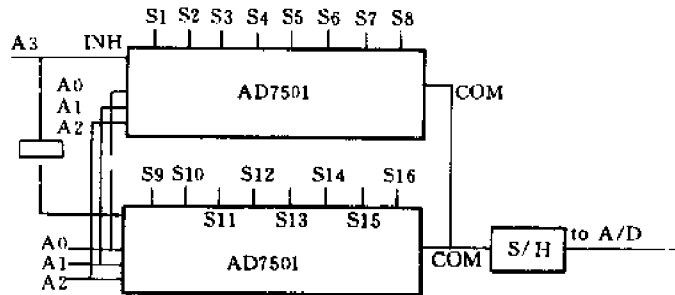 S1 S2 S3 S4 S5 S6 S7 S8
A3 INH
A0
A1
A2
AD7501
COM
S9 S10 S12 S14 S16
S11 S13 S15
A0
A1
A2
AD7501
COM
S/H
to A/D